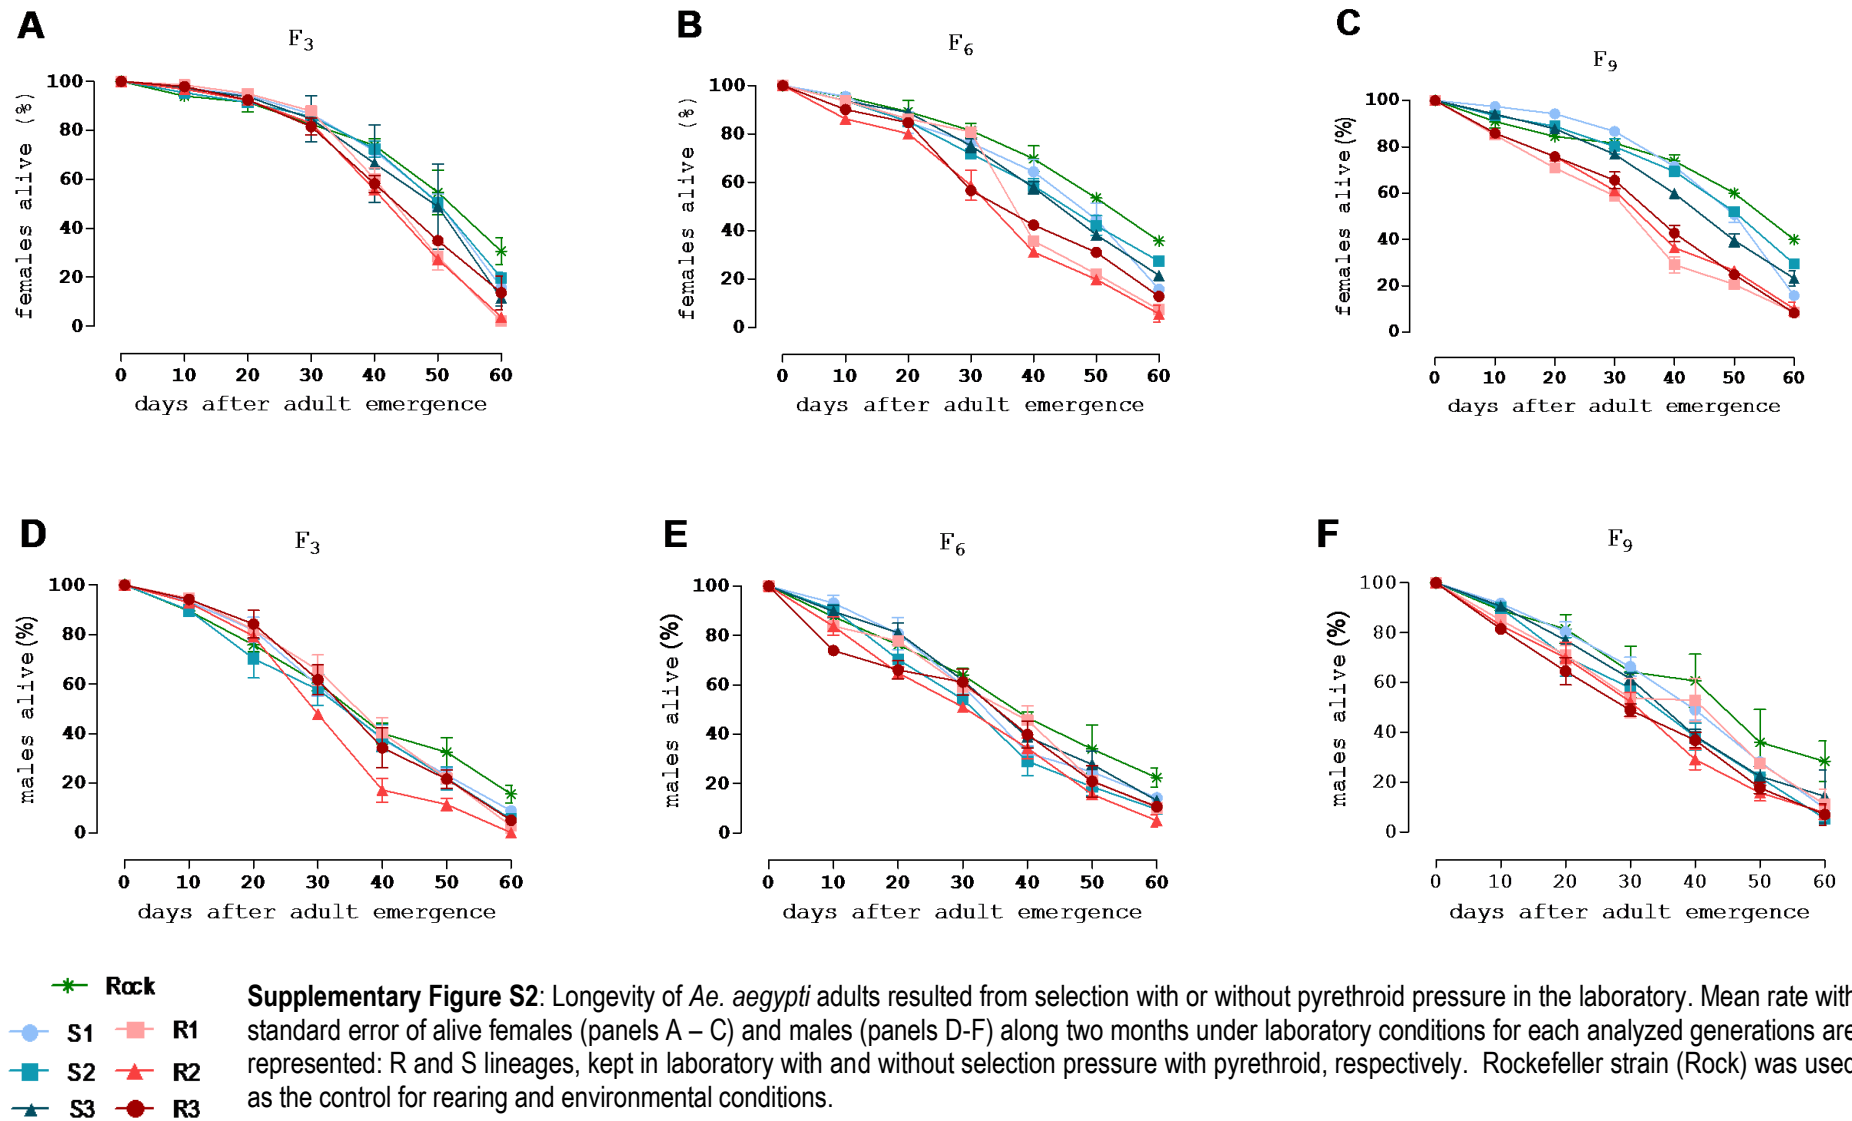 A
F3
females alive (%)
100
80
60
40
20
0
0 10 20 30 40 50 60
days after adult emergence
B
F6
females alive (%)
100
80
60
40
20
0
0 10 20 30 40 50 60
days after adult emergence
C
F9
females alive(%)
100
80
60
40
20
0
0 10 20 30 40 50 60
days after adult emergence
D
F3
males alive(%)
100
80
60
40
20
0
0 10 20 30 40 50 60
days after adult emergence
E
F6
males alive(%)
100
80
60
40
20
0
0 10 20 30 40 50 60
days after adult emergence
F
F9
males alive(%)
100
80
60
40
20
0
0 10 20 30 40 50 60
days after adult emergence
Rock
S1 R1
S2 R2
S3 R3
Supplementary Figure S2: Longevity of Ae. aegypti adults resulted from selection with or without pyrethroid pressure in the laboratory. Mean rate with
standard error of alive females (panels A – C) and males (panels D-F) along two months under laboratory conditions for each analyzed generations are
represented: R and S lineages, kept in laboratory with and without selection pressure with pyrethroid, respectively. Rockefeller strain (Rock) was used
as the control for rearing and environmental conditions.